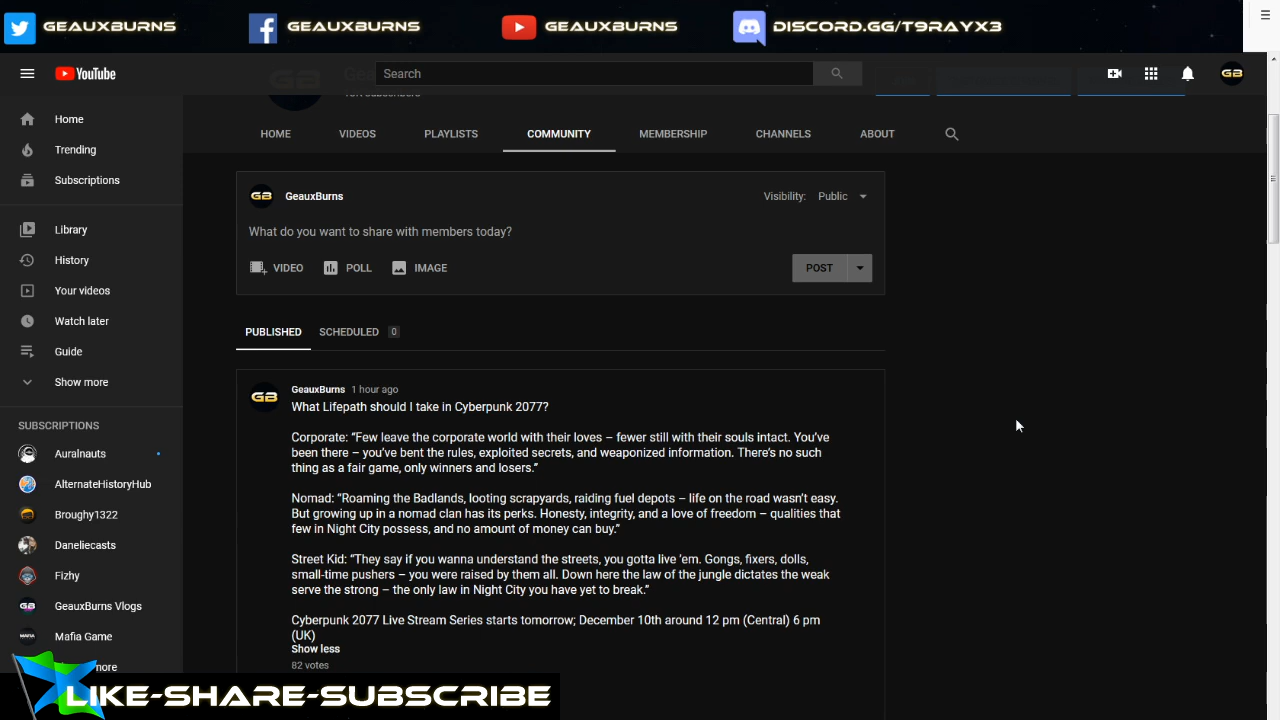 GEAUXBURNS GEAUXBURNS GEAUXBURNS DISCORD.GG/T9RAYX3
YouTube Search GB
HOME VIDEOS PLAYLISTS COMMUNITY MEMBERSHIP CHANNELS ABOUT
Home
Trending
Subscriptions
Library
History
Your videos
Watch later
Guide
Show more
SUBSCRIPTIONS
Auralnauts
AlternateHistoryHub
Broughy1322
Daneliecasts
Fizhy
GeauxBurns Vlogs
Mafia Game
more
GB GeauxBurns Visibility: Public
What do you want to share with members today?
VIDEO POLL IMAGE POST
PUBLISHED SCHEDULED 0
GB GeauxBurns 1 hour ago
What Lifepath should I take in Cyberpunk 2077?
Corporate: “Few leave the corporate world with their loves – fewer still with their souls intact. You’ve
been there – you’ve bent the rules, exploited secrets, and weaponized information. There’s no such
thing as a fair game, only winners and losers.”
Nomad: “Roaming the Badlands, looting scrapyards, raiding fuel depots – life on the road wasn’t easy.
But growing up in a nomad clan has its perks. Honesty, integrity, and a love of freedom – qualities that
few in Night City possess, and no amount of money can buy.”
Street Kid: “They say if you wanna understand the streets, you gotta live ’em. Gongs, fixers, dolls,
small-time pushers – you were raised by them all. Down here the law of the jungle dictates the weak
serve the strong – the only law in Night City you have yet to break.”
Cyberpunk 2077 Live Stream Series starts tomorrow; December 10th around 12 pm (Central) 6 pm
(UK)
Show less
82 votes
LIKE-SHARE-SUBSCRIBE